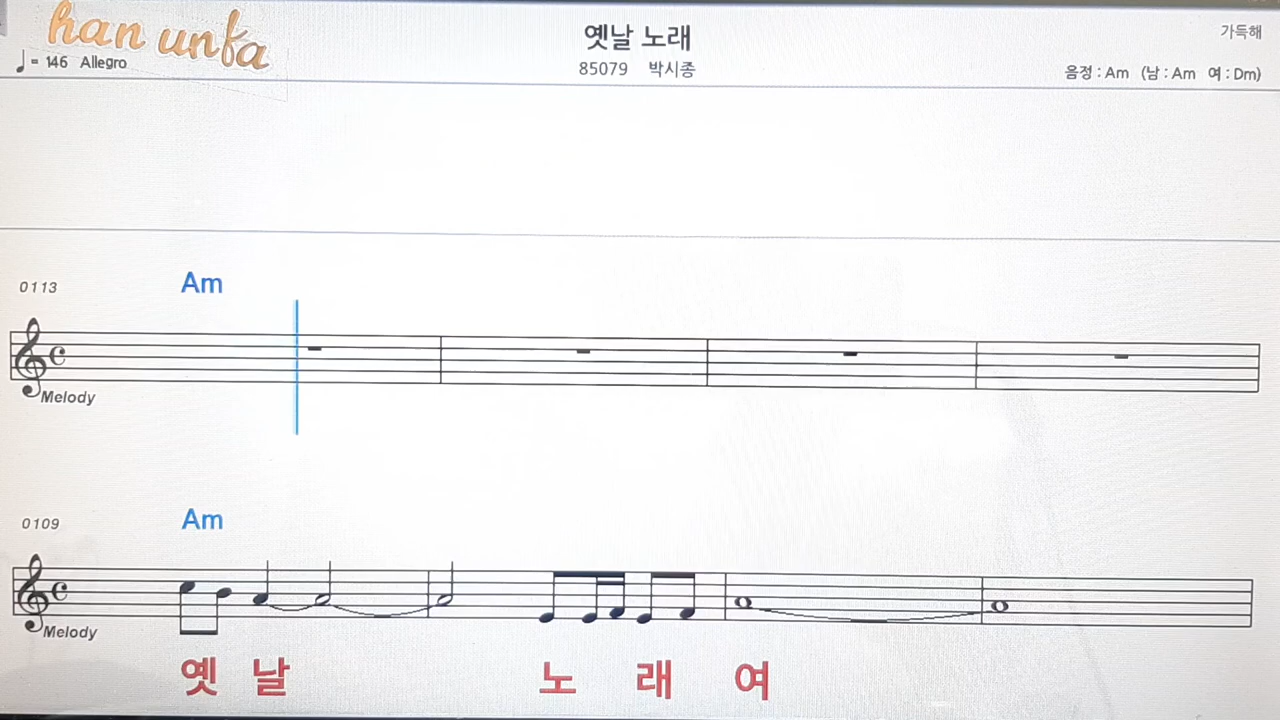 han unfa
♩= 146 Allegro
옛날 노래
85079 박시종
가득해
음정 : Am (남 : Am 여 : Dm)
0113
Am
Melody
0109
Am
Melody
옛 날 노 래 여